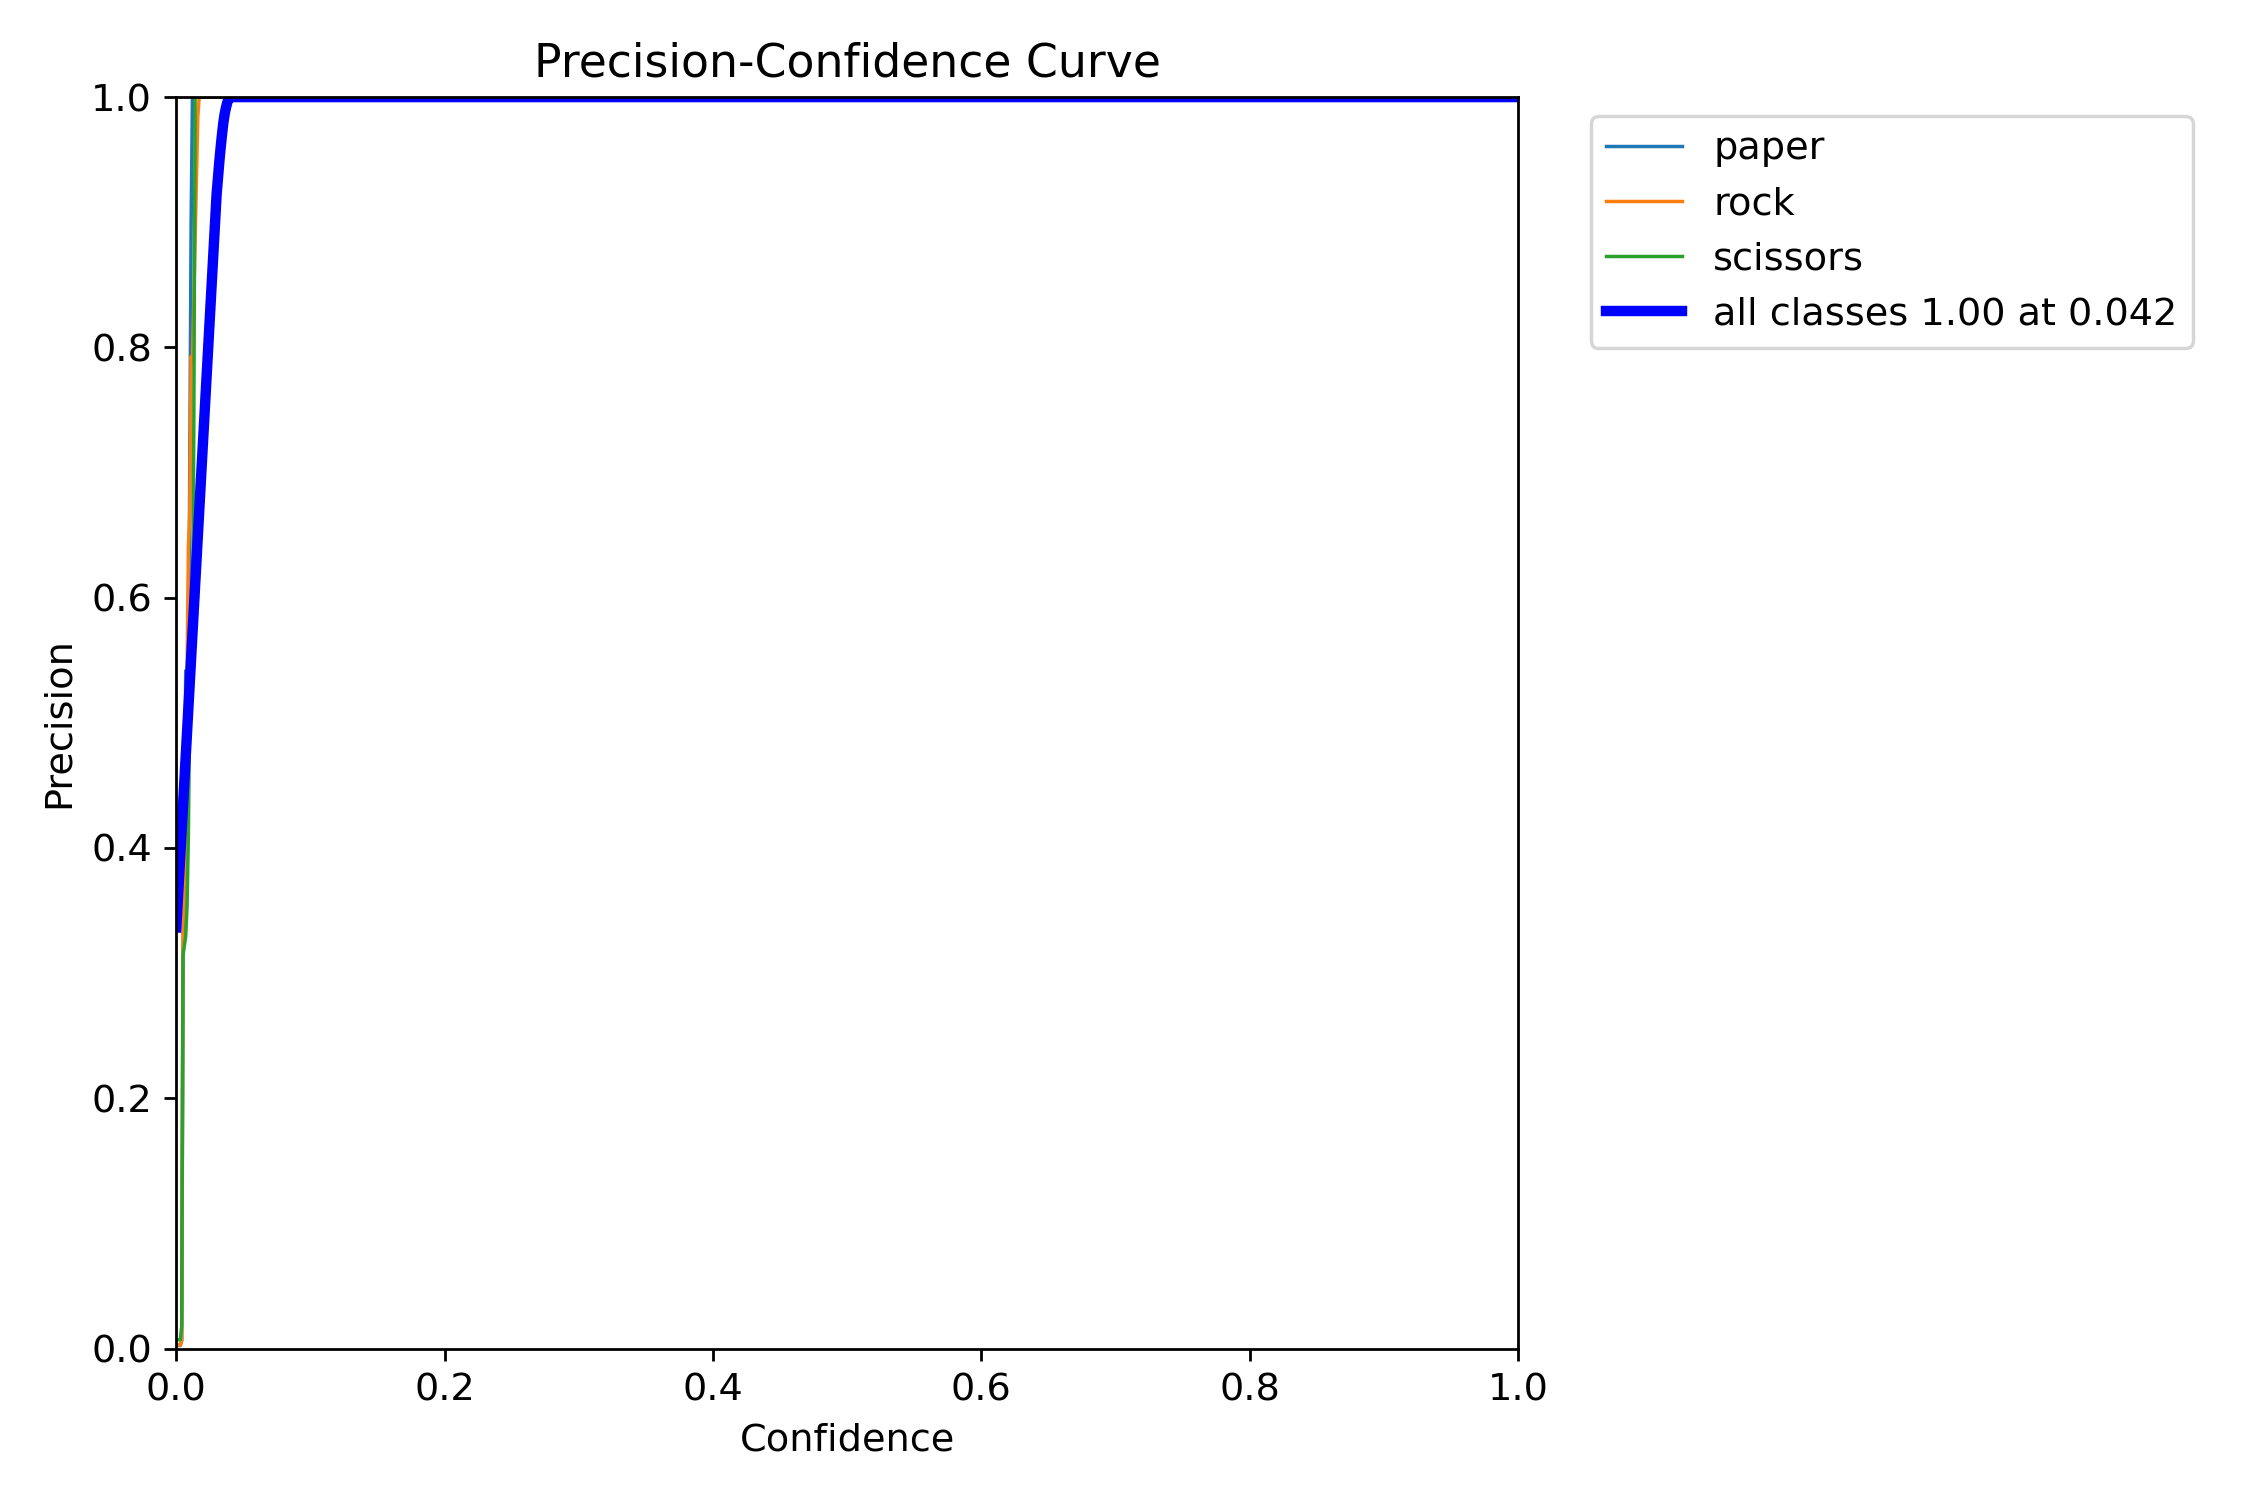 Precision-Confidence Curve
1.0
0.8
0.6
0.4
0.2
0.0
Precision
0.0 0.2 0.4 0.6 0.8 1.0
Confidence
paper
rock
scissors
all classes 1.00 at 0.042